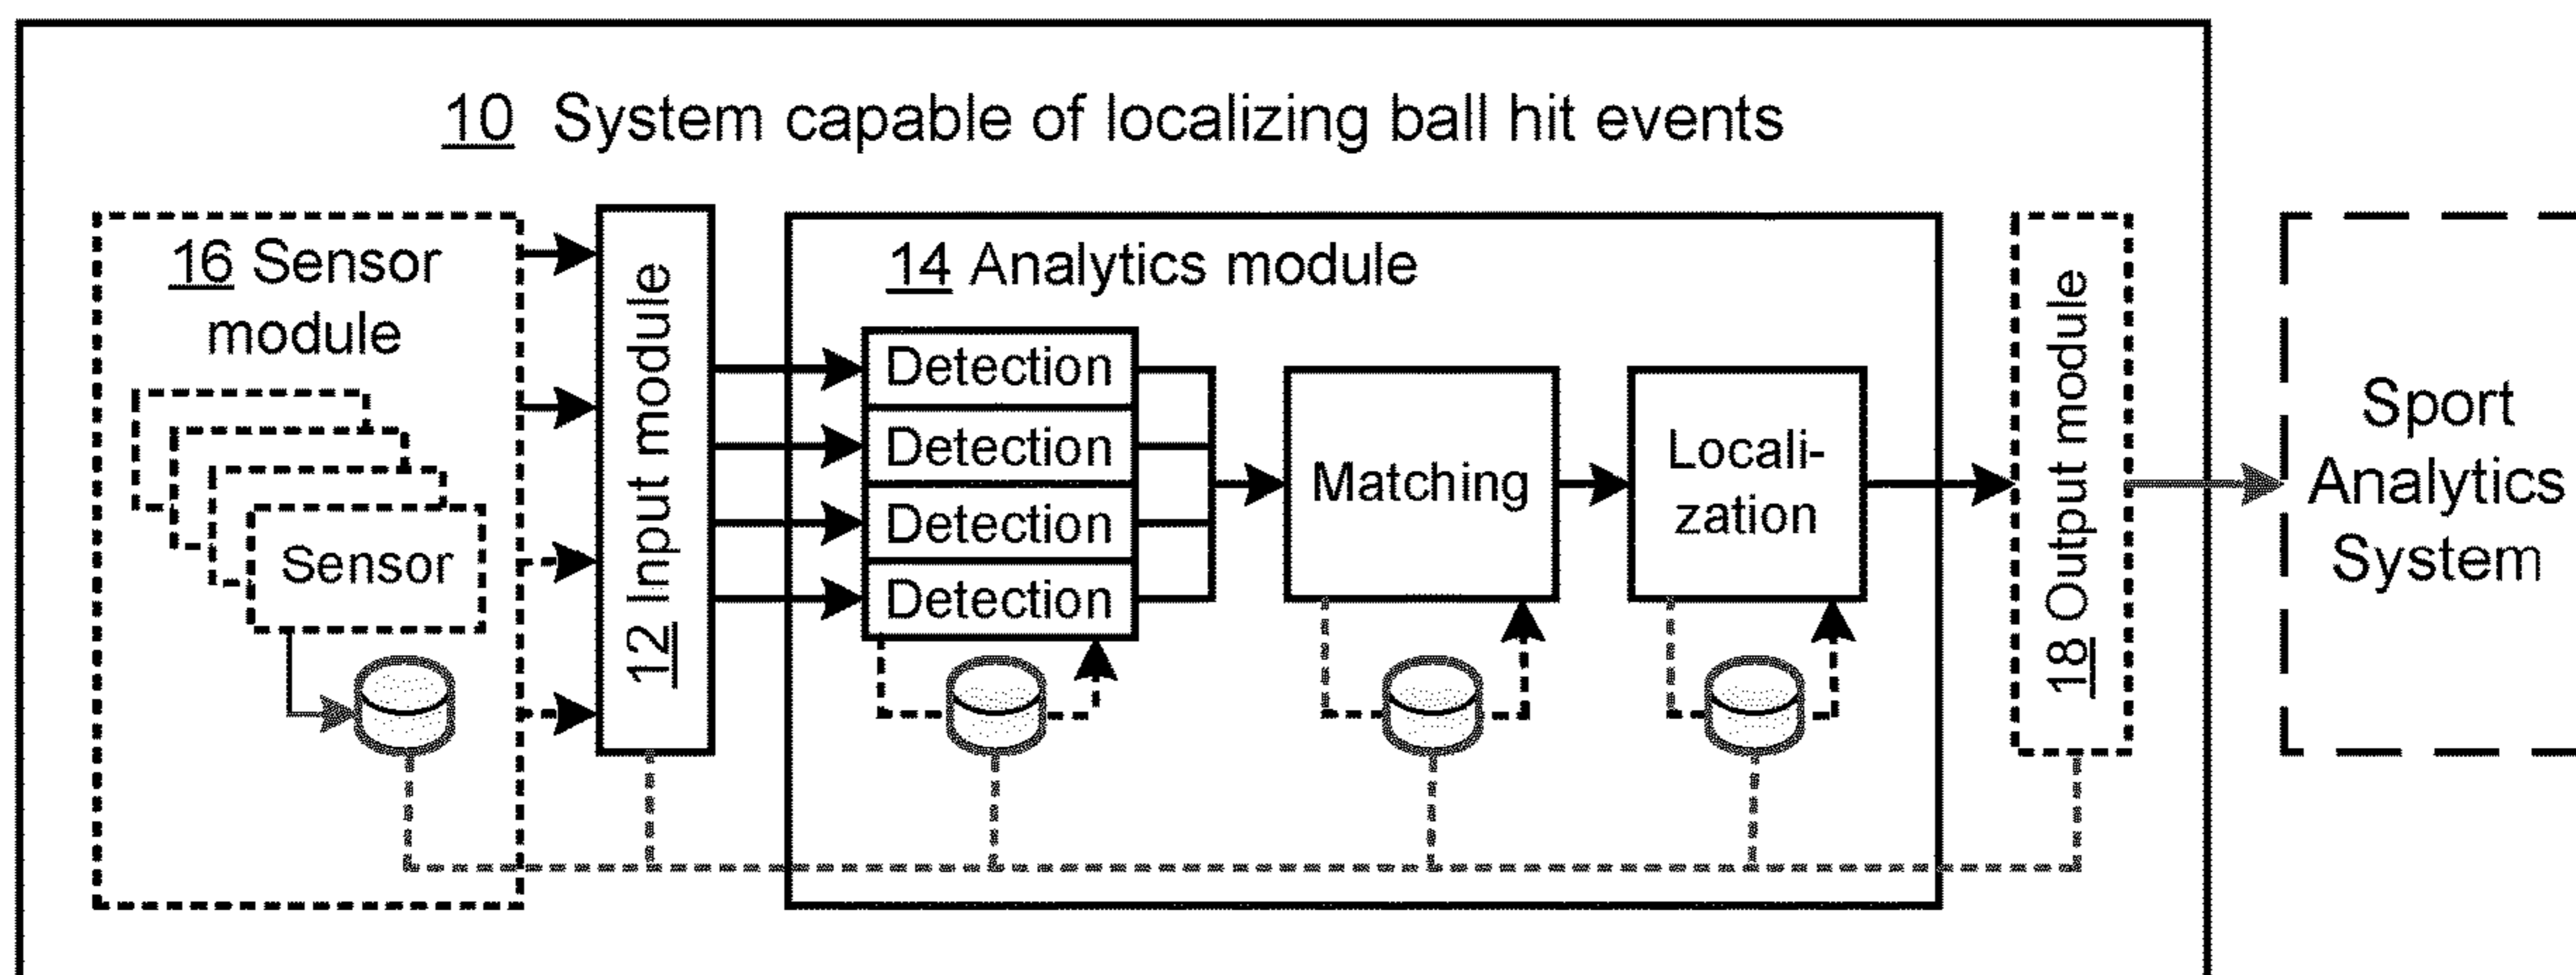 10 System capable of localizing ball hit events
16 Sensor
module
Sensor
12 Input module
14 Analytics module
Detection
Detection
Detection
Detection
Matching
Locali-
zation
18 Output module
Sport
Analytics
System